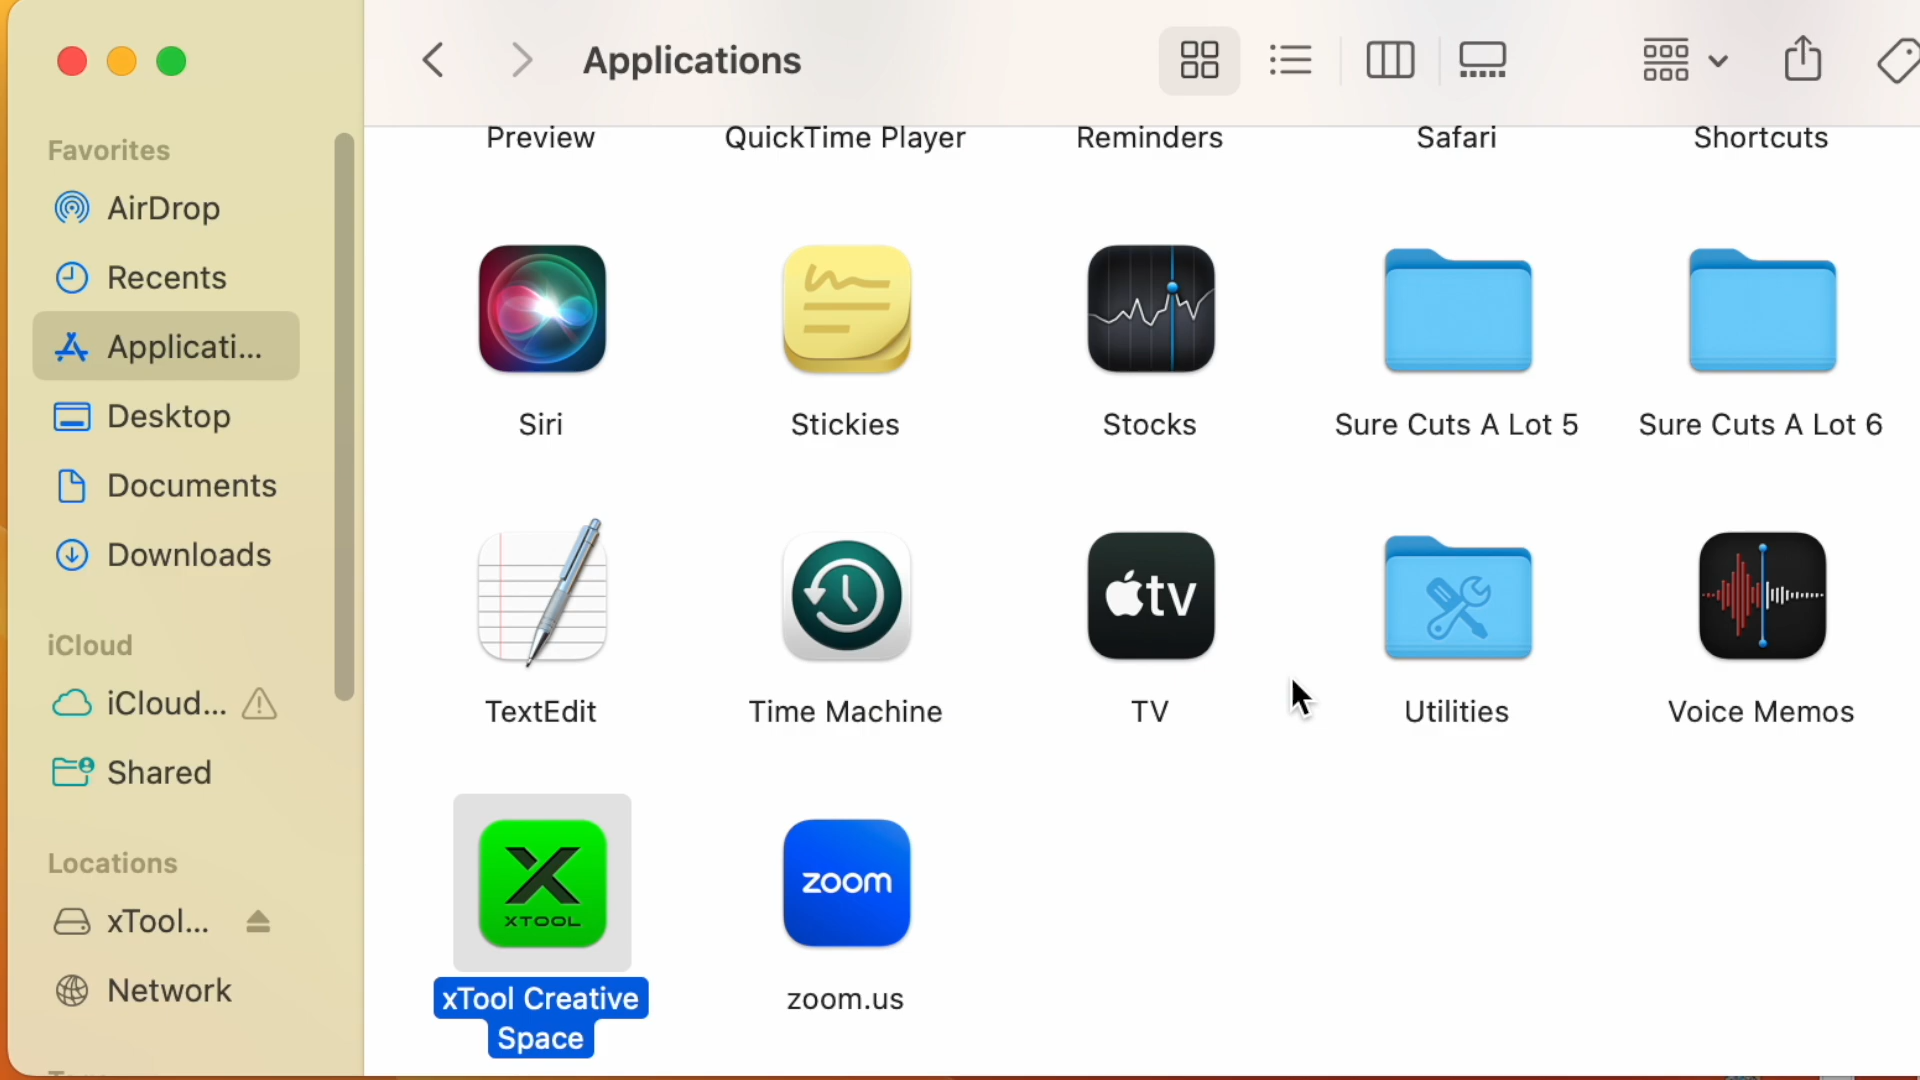 Applications
Favorites
AirDrop
Recents
Applicati...
Desktop
Documents
Downloads
iCloud
iCloud...
Shared
Locations
xTool...
Network
Preview
QuickTime Player
Reminders
Safari
Shortcuts
Siri
Stickies
Stocks
Sure Cuts A Lot 5
Sure Cuts A Lot 6
tv
TextEdit
Time Machine
TV
Utilities
Voice Memos
XTOOL
zoom
xTool Creative
Space
zoom.us